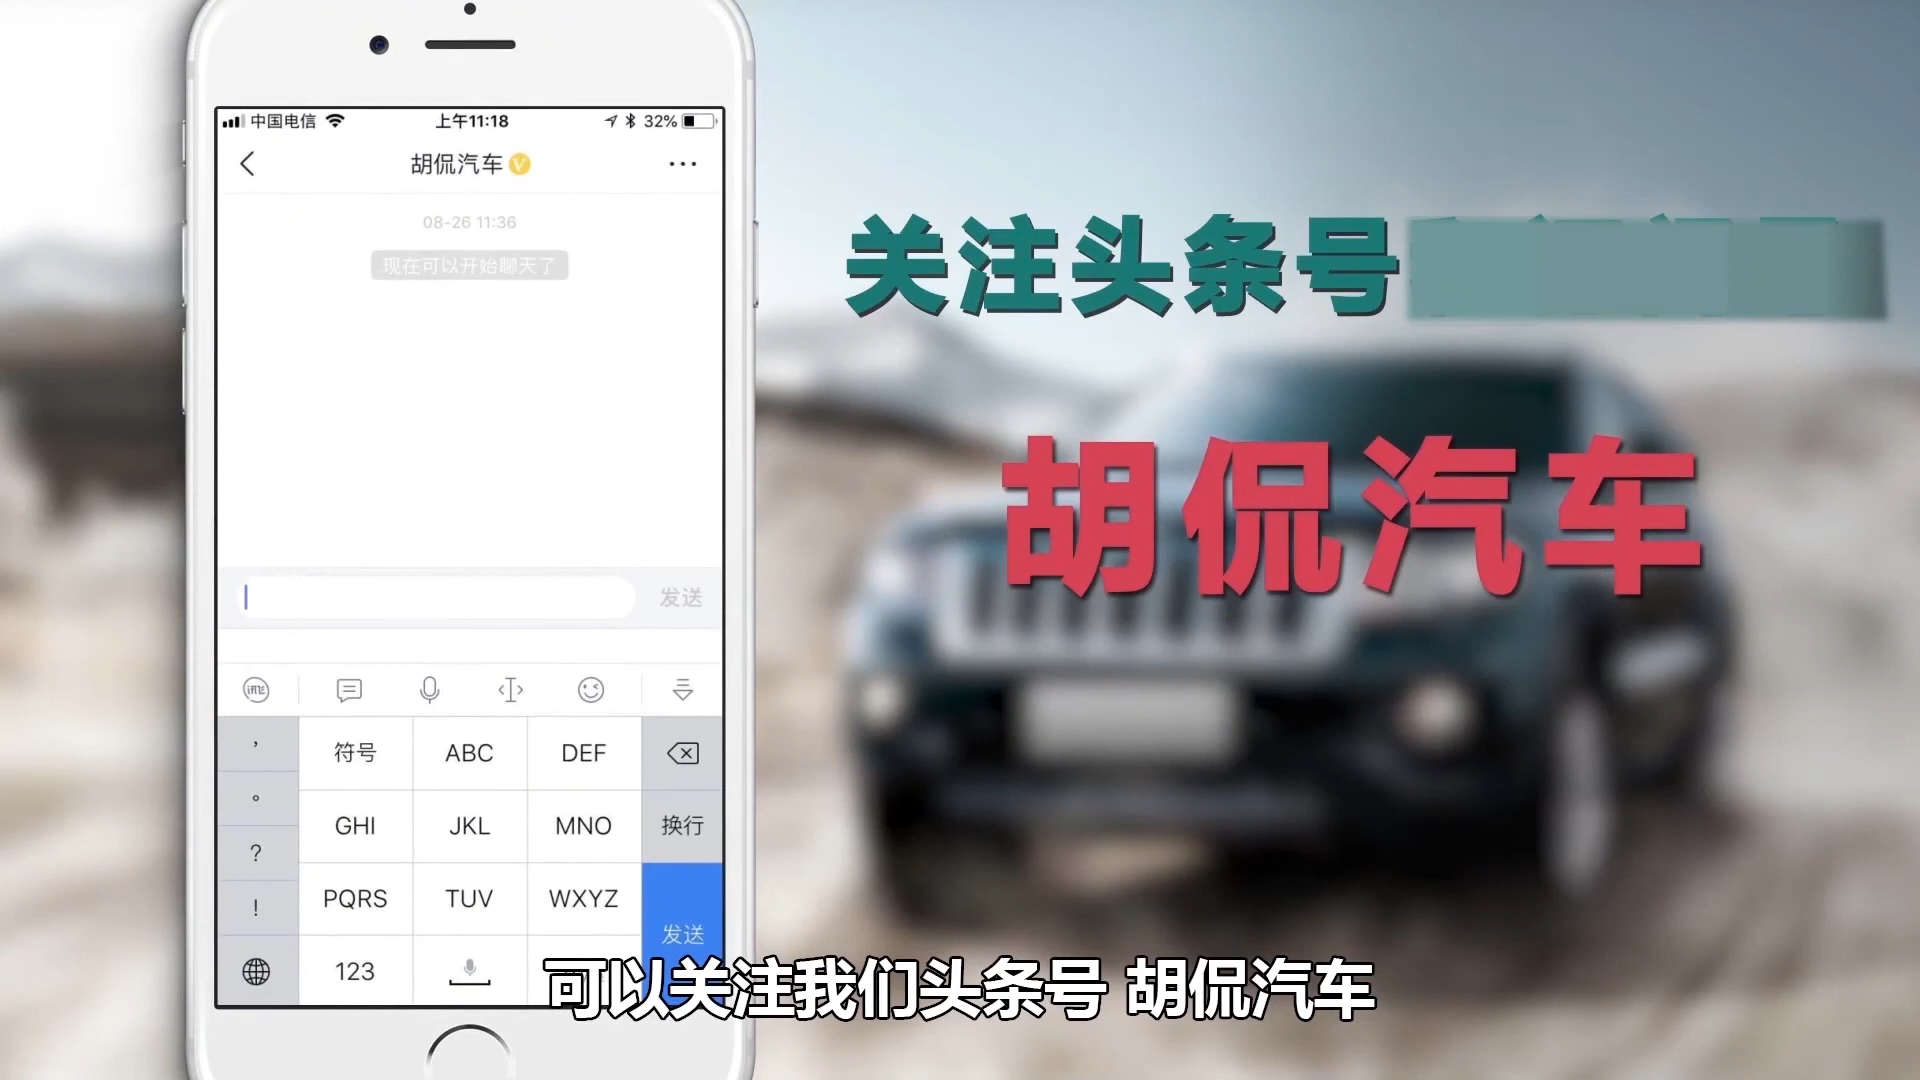 中国电信 上午11:18 32%
胡侃汽车
08-26 11:36
现在可以开始聊天了
发送
iFLY
, 符号 ABC DEF
。 GHI JKL MNO 换行
?
! PQRS TUV WXYZ
发送
123
关注头条号
胡侃汽车
可以关注我们头条号 胡侃汽车